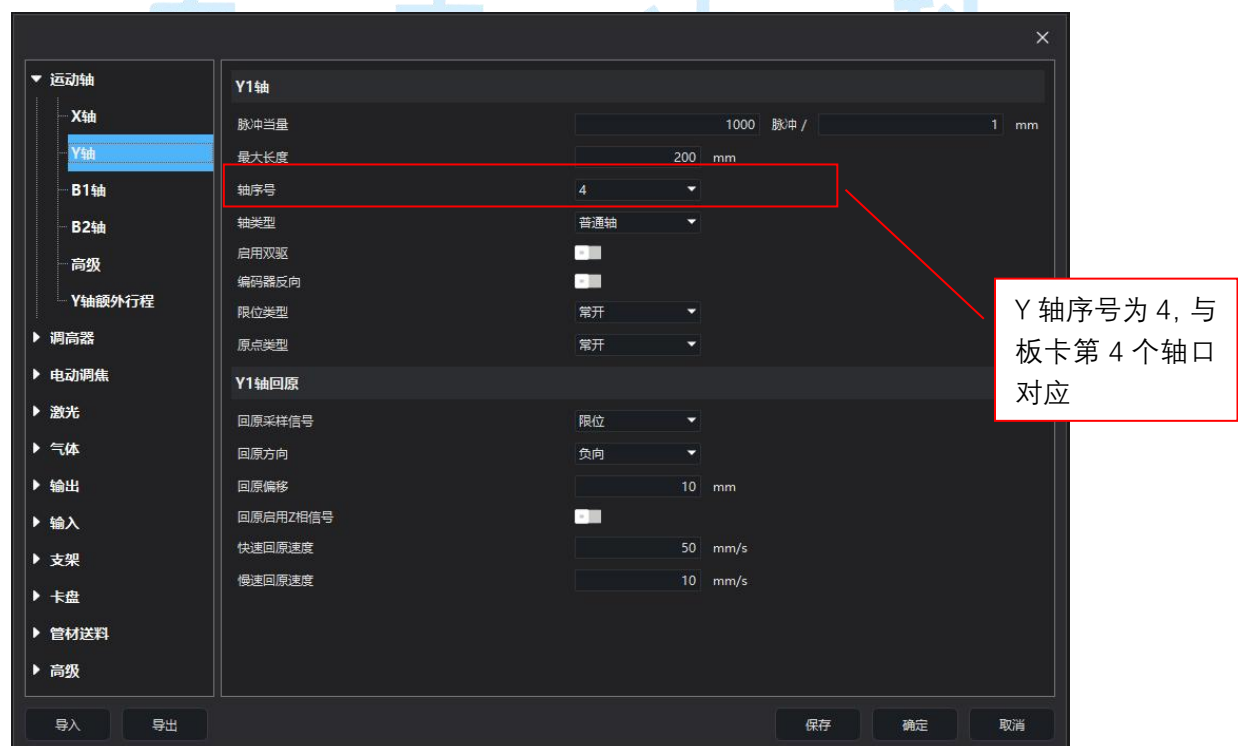 运动轴
X轴
Y轴
B1轴
B2轴
高级
Y轴额外行程
调高器
电动调焦
激光
气体
输出
输入
支架
卡盘
管材送料
高级
Y1轴
脉冲当量 1000 脉冲 / 1 mm
最大长度 200 mm
轴序号 4
轴类型 普通轴
启用双驱
编码器反向
限位类型 常开
原点类型 常开
Y1轴回原
回原采样信号 限位
回原方向 负向
回原偏移 10 mm
回原启用Z相信号
快速回原速度 50 mm/s
慢速回原速度 10 mm/s
Y 轴序号为 4, 与
板卡第 4 个轴口
对应
导入 导出 保存 确定 取消